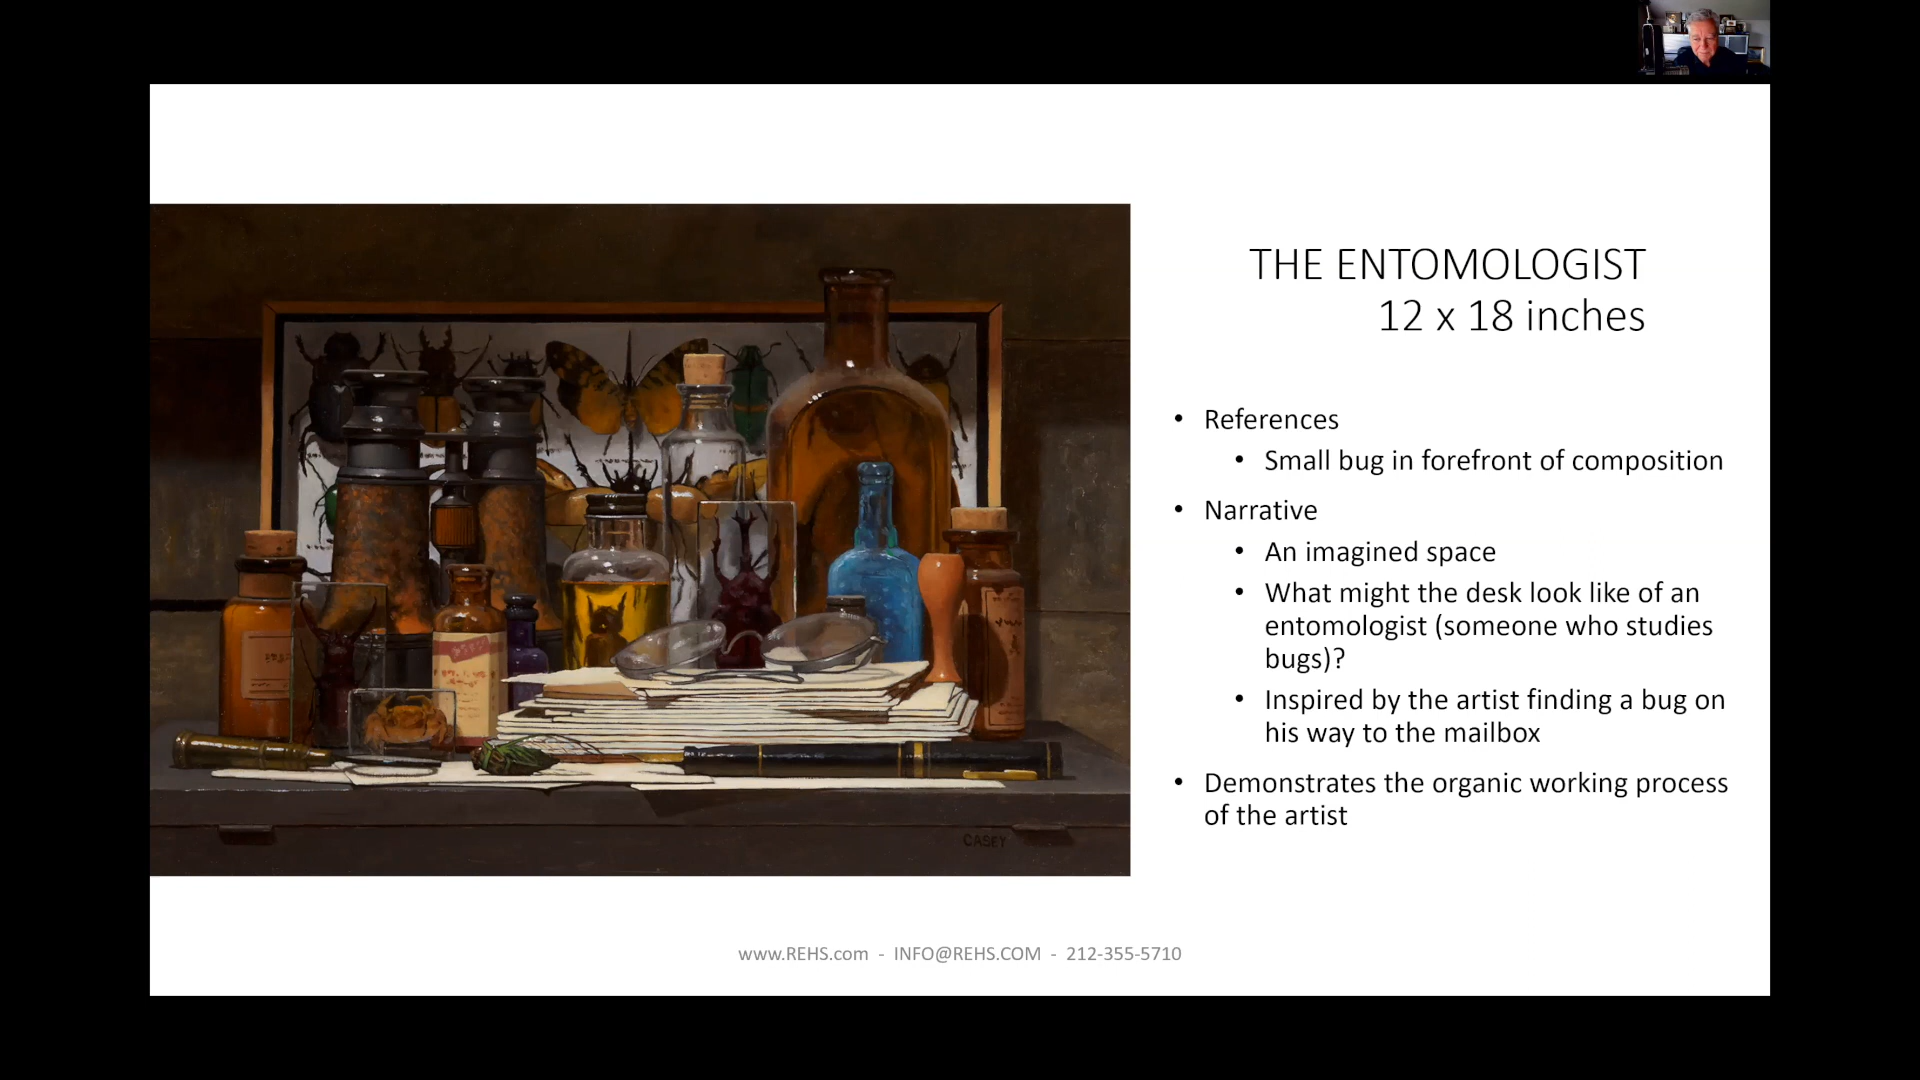 THE ENTOMOLOGIST
12 x 18 inches
• References
• Small bug in forefront of composition
• Narrative
• An imagined space
• What might the desk look like of an
entomologist (someone who studies
bugs)?
• Inspired by the artist finding a bug on
his way to the mailbox
• Demonstrates the organic working process
of the artist
CASEY
www.REHS.com - INFO@REHS.COM - 212-355-5710